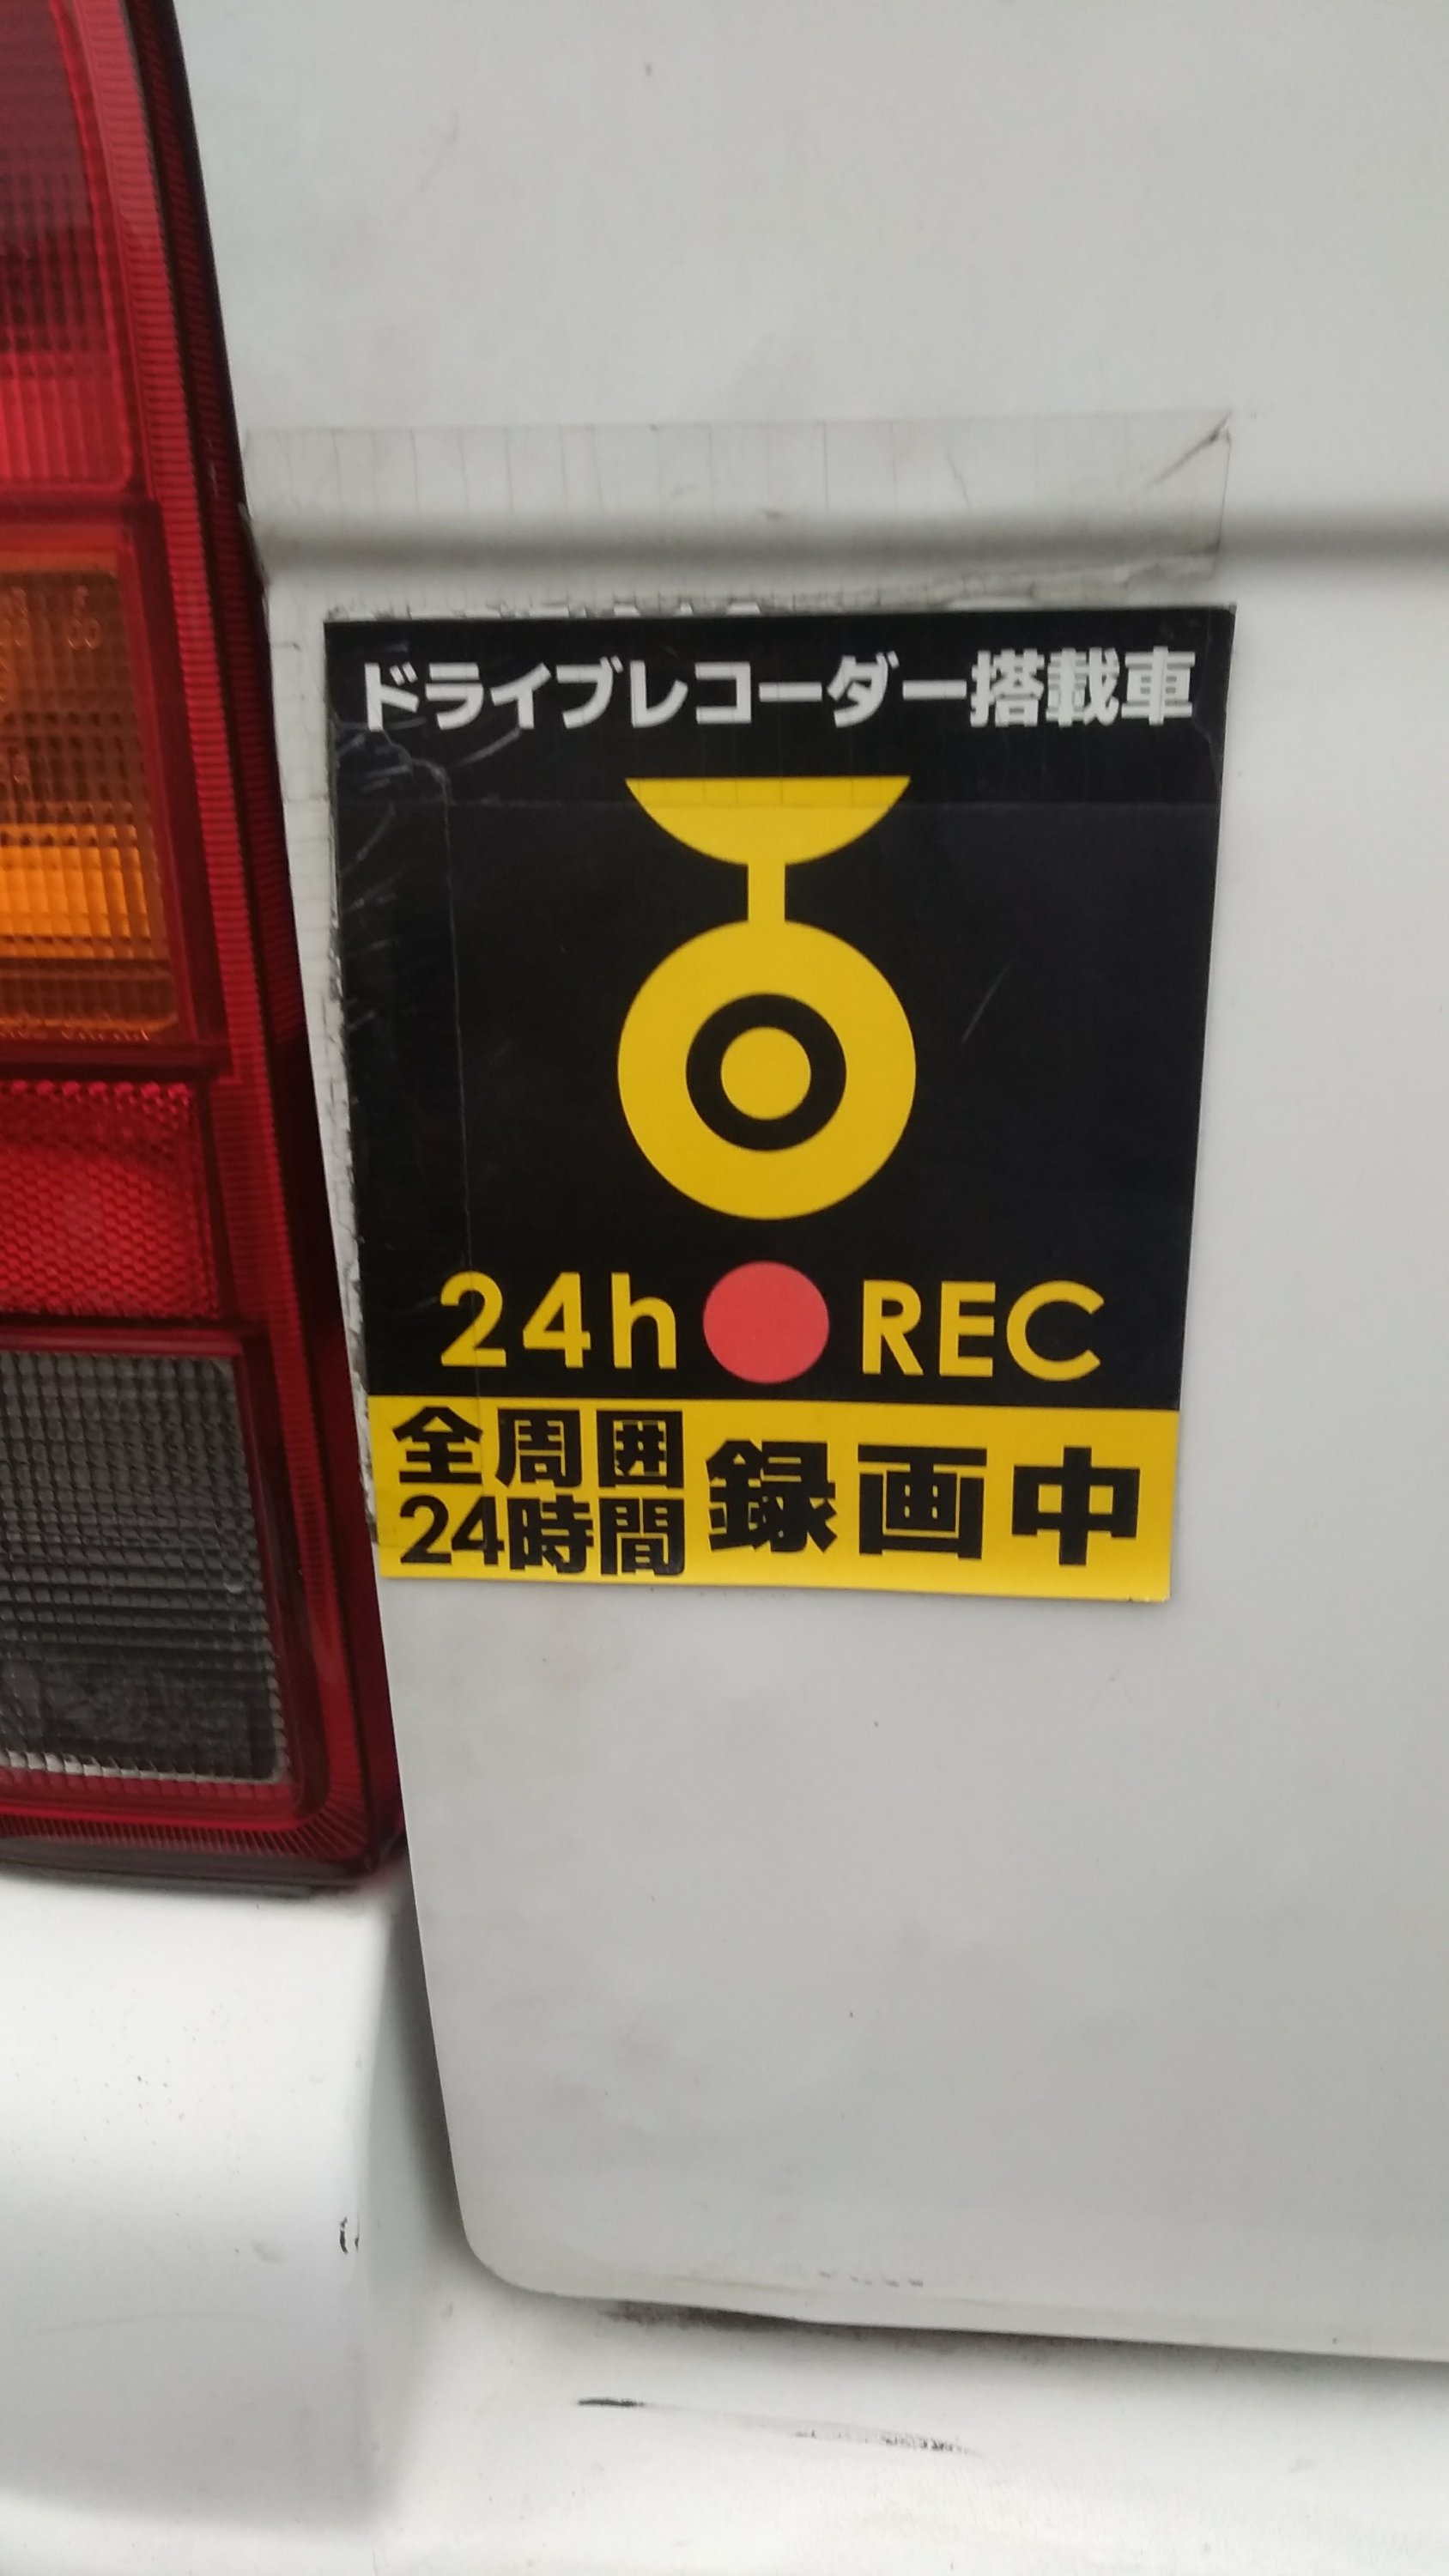 ドライブレコーダー搭載車
24h REC
全周囲
24時間
録画中